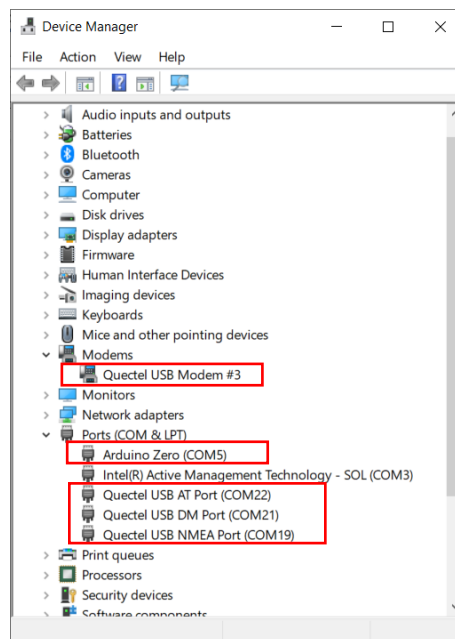 Device Manager
File Action View Help
Audio inputs and outputs
Batteries
Bluetooth
Cameras
Computer
Disk drives
Display adapters
Firmware
Human Interface Devices
Imaging devices
Keyboards
Mice and other pointing devices
Modems
Quectel USB Modem #3
Monitors
Network adapters
Ports (COM & LPT)
Arduino Zero (COM5)
Intel(R) Active Management Technology - SOL (COM3)
Quectel USB AT Port (COM22)
Quectel USB DM Port (COM21)
Quectel USB NMEA Port (COM19)
Print queues
Processors
Security devices
Software components